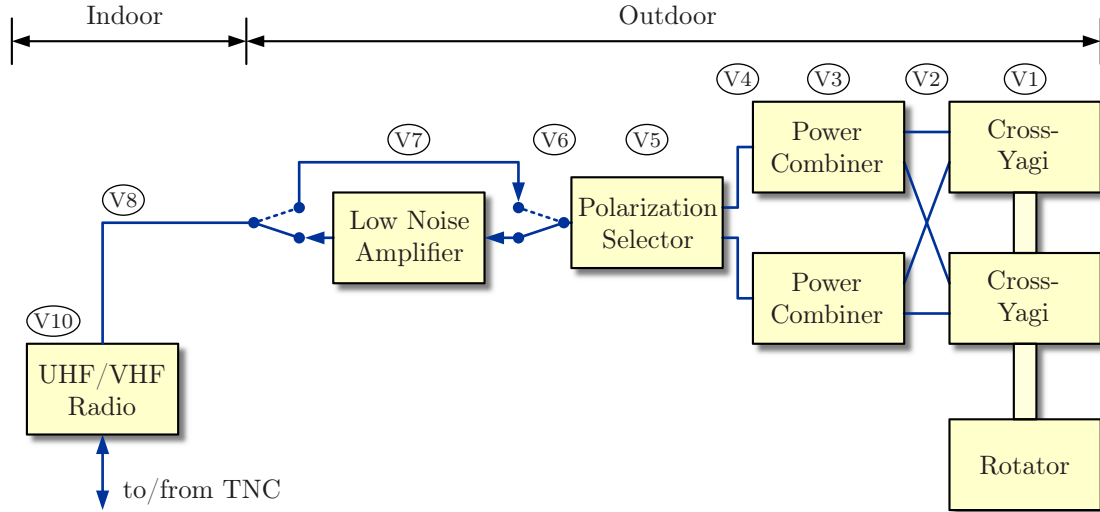 Indoor
Outdoor
V4
V3
V2
V1
V7
V6
V5
V8
Power
Combiner
Cross-
Yagi
Low Noise
Amplifier
Polarization
Selector
Power
Combiner
Cross-
Yagi
V10
UHF/VHF
Radio
Rotator
to/from TNC